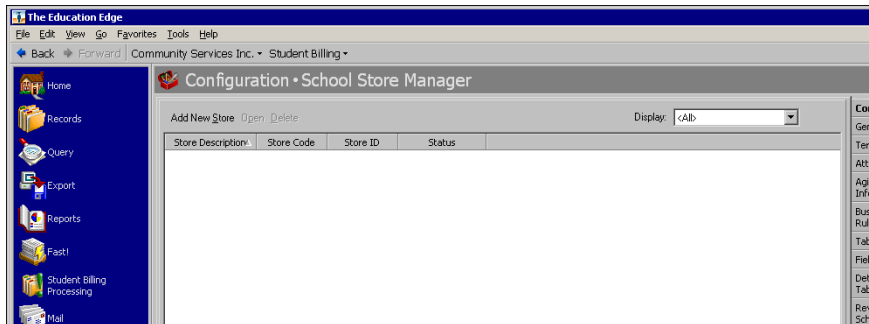 The Education Edge
File Edit View Go Favorites Tools Help
Back Forward Community Services Inc. Student Billing
Configuration • School Store Manager
Home
Records
Query
Export
Reports
Fast!
Student Billing
Processing
Mail
Add New Store Open Delete
Display: <All>
Store Description Store Code Store ID Status